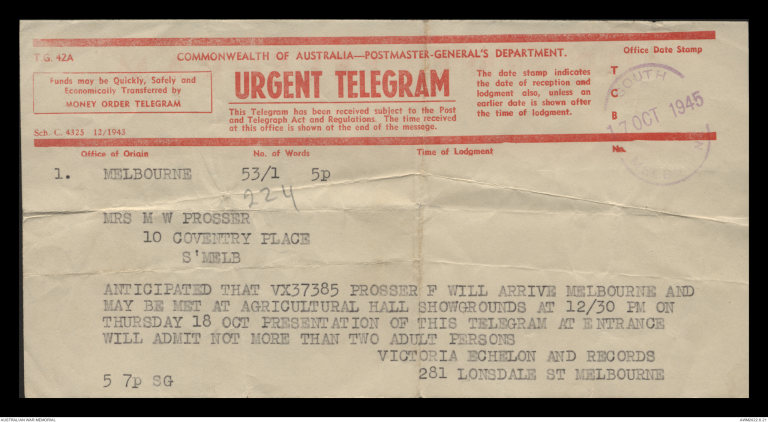 T.G. 42A
COMMONWEALTH OF AUSTRALIA—POSTMASTER-GENERAL'S DEPARTMENT.
Office Date Stamp
Funds may be Quickly, Safely and
Economically Transferred by
MONEY ORDER TELEGRAM
URGENT TELEGRAM
This Telegram has been received subject to the Post
and Telegraph Act and Regulations. The time received
at this office is shown at the end of the message.
The date stamp indicates
the date of reception and
lodgment also, unless an
earlier date is shown after
the time of lodgment.
T
C
B
No.
SOUTH
17 OCT 1945
Sch. C. 4325 12/1943
Office of Origin No. of Words Time of Lodgment
1. MELBOURNE 53/1 5p
224
MRS M W PROSSER
10 COVENTRY PLACE
S'MELB
ANTICIPATED THAT VX37385 PROSSER F WILL ARRIVE MELBOURNE AND
MAY BE MET AT AGRICULTURAL HALL SHOWGROUNDS AT 12/30 PM ON
THURSDAY 18 OCT PRESENTATION OF THIS TELEGRAM AT ENTRANCE
WILL ADMIT NOT MORE THAN TWO ADULT PERSONS
VICTORIA ECHELON AND RECORDS
5 7p SG 281 LONSDALE ST MELBOURNE
AUSTRALIAN WAR MEMORIAL